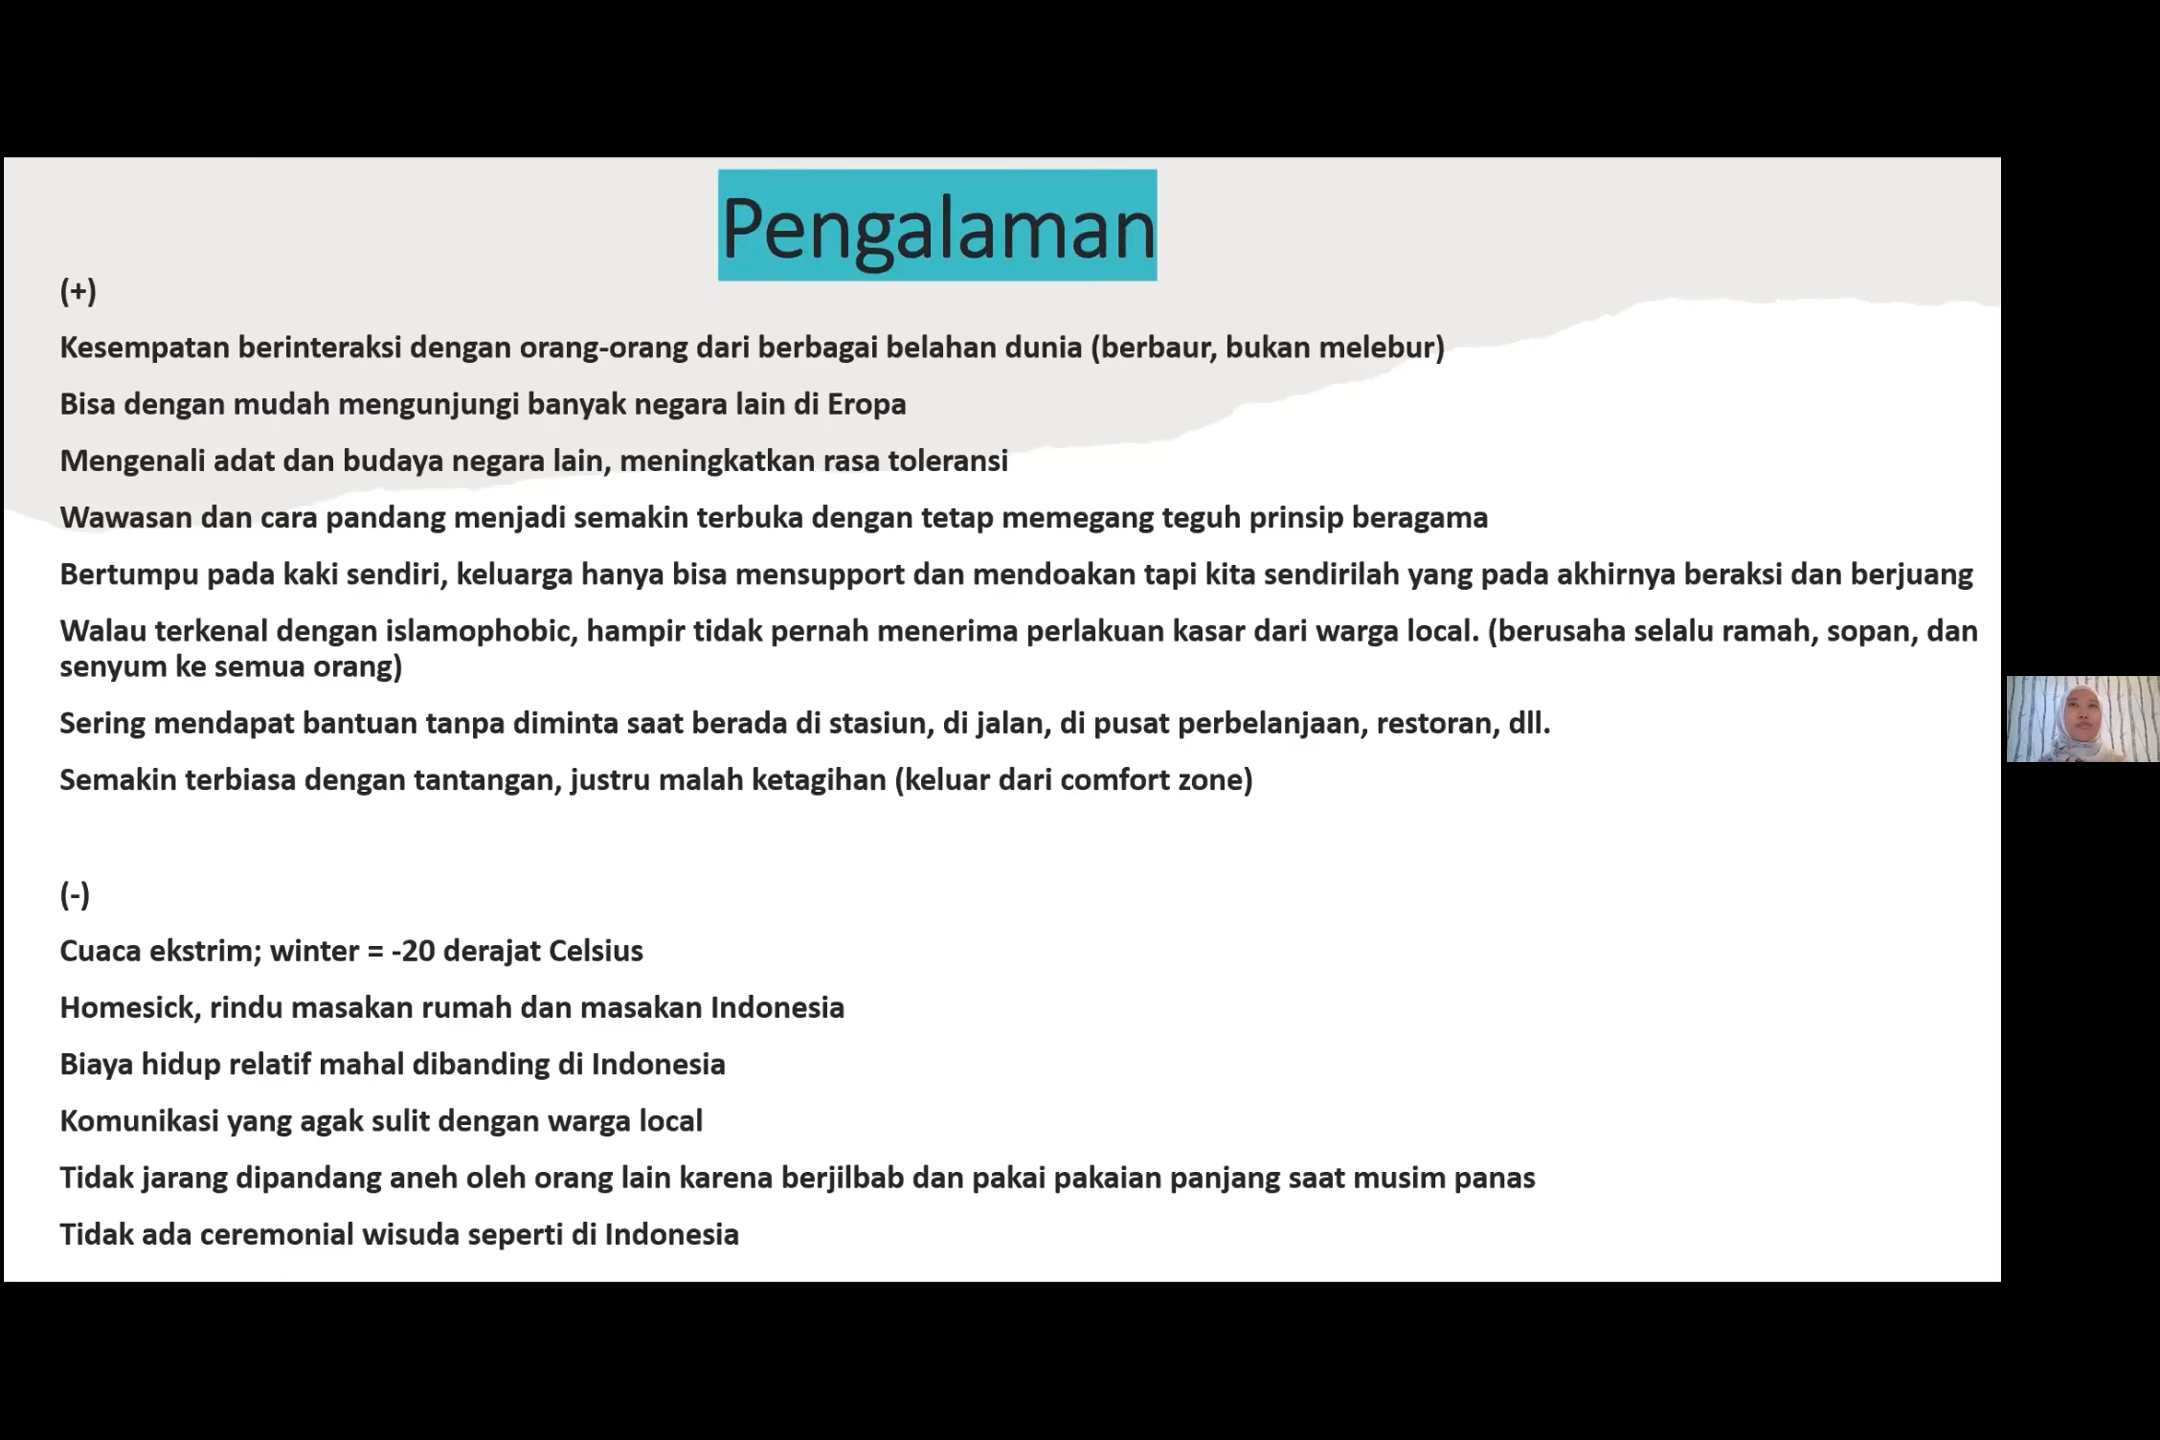 Pengalaman
(+)
Kesempatan berinteraksi dengan orang-orang dari berbagai belahan dunia (berbaur, bukan melebur)
Bisa dengan mudah mengunjungi banyak negara lain di Eropa
Mengenali adat dan budaya negara lain, meningkatkan rasa toleransi
Wawasan dan cara pandang menjadi semakin terbuka dengan tetap memegang teguh prinsip beragama
Bertumpu pada kaki sendiri, keluarga hanya bisa mensupport dan mendoakan tapi kita sendirilah yang pada akhirnya beraksi dan berjuang
Walau terkenal dengan islamophobic, hampir tidak pernah menerima perlakuan kasar dari warga local. (berusaha selalu ramah, sopan, dan
senyum ke semua orang)
Sering mendapat bantuan tanpa diminta saat berada di stasiun, di jalan, di pusat perbelanjaan, restoran, dll.
Semakin terbiasa dengan tantangan, justru malah ketagihan (keluar dari comfort zone)
(-)
Cuaca ekstrim; winter = -20 derajat Celsius
Homesick, rindu masakan rumah dan masakan Indonesia
Biaya hidup relatif mahal dibanding di Indonesia
Komunikasi yang agak sulit dengan warga local
Tidak jarang dipandang aneh oleh orang lain karena berjilbab dan pakai pakaian panjang saat musim panas
Tidak ada ceremonial wisuda seperti di Indonesia